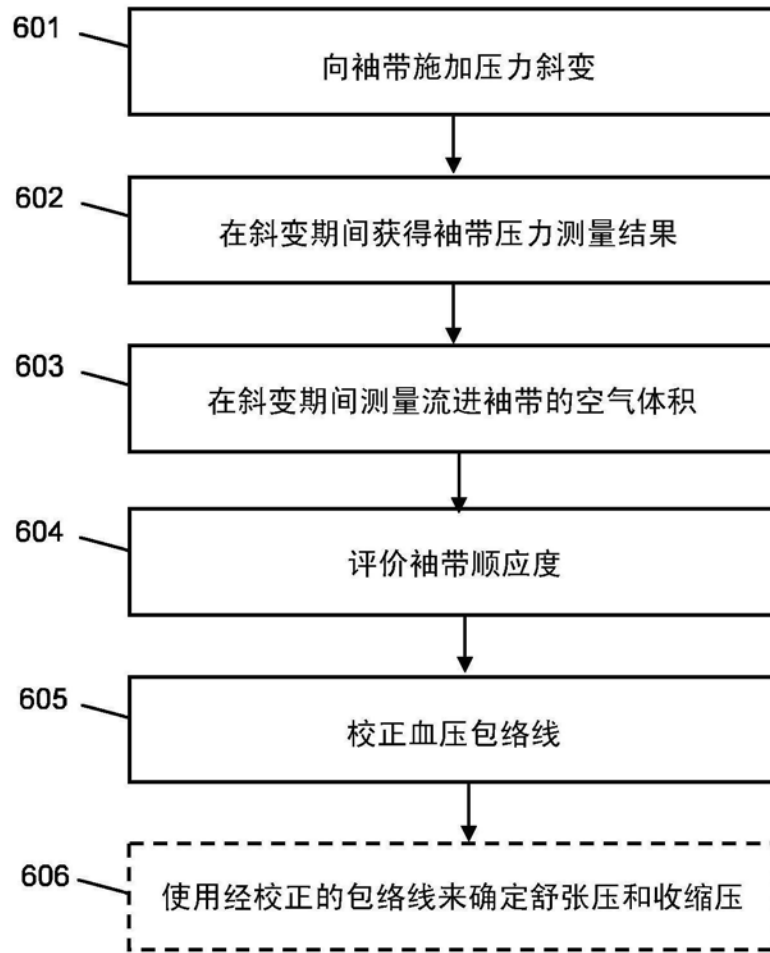 601
向袖带施加压力斜变
602
在斜变期间获得袖带压力测量结果
603
在斜变期间测量流进袖带的空气体积
604
评价袖带顺应度
605
校正血压包络线
606
使用经校正的包络线来确定舒张压和收缩压